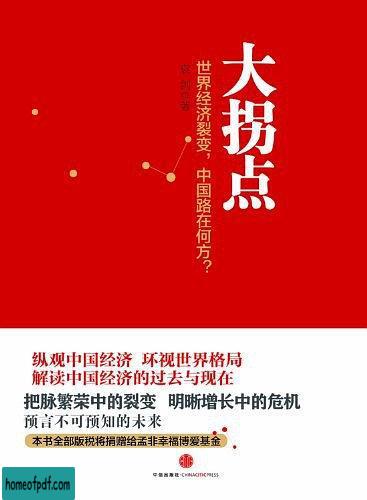 大拐点
世界经济裂变，中国路在何方？
袁剑◎著
纵观中国经济 环视世界格局
解读中国经济的过去与现在
把脉繁荣中的裂变 明晰增长中的危机
预言不可预知的未来
本书全部版税将捐赠给孟非幸福博爱基金
中信出版社·CHINACITICPRESS
homeofpdf.com